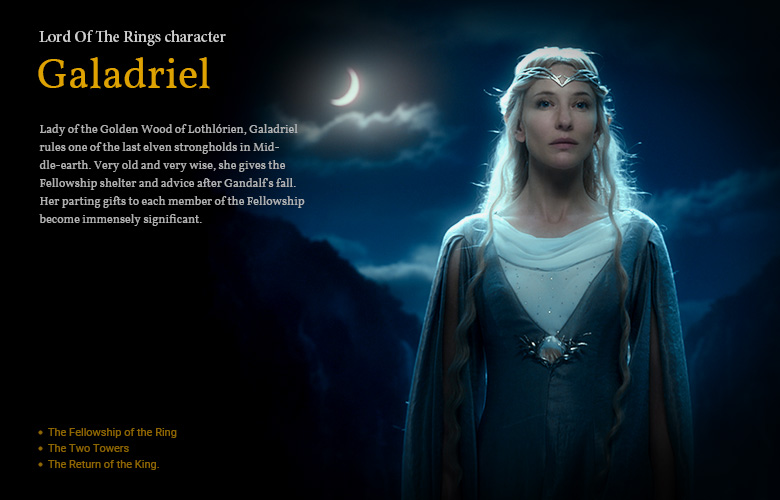 Lord Of The Rings character
Galadriel
Lady of the Golden Wood of Lothlórien, Galadriel
rules one of the last elven strongholds in Mid-
dle-earth. Very old and very wise, she gives the
Fellowship shelter and advice after Gandalf's fall.
Her parting gifts to each member of the Fellowship
become immensely significant.
• The Fellowship of the Ring
• The Two Towers
• The Return of the King.